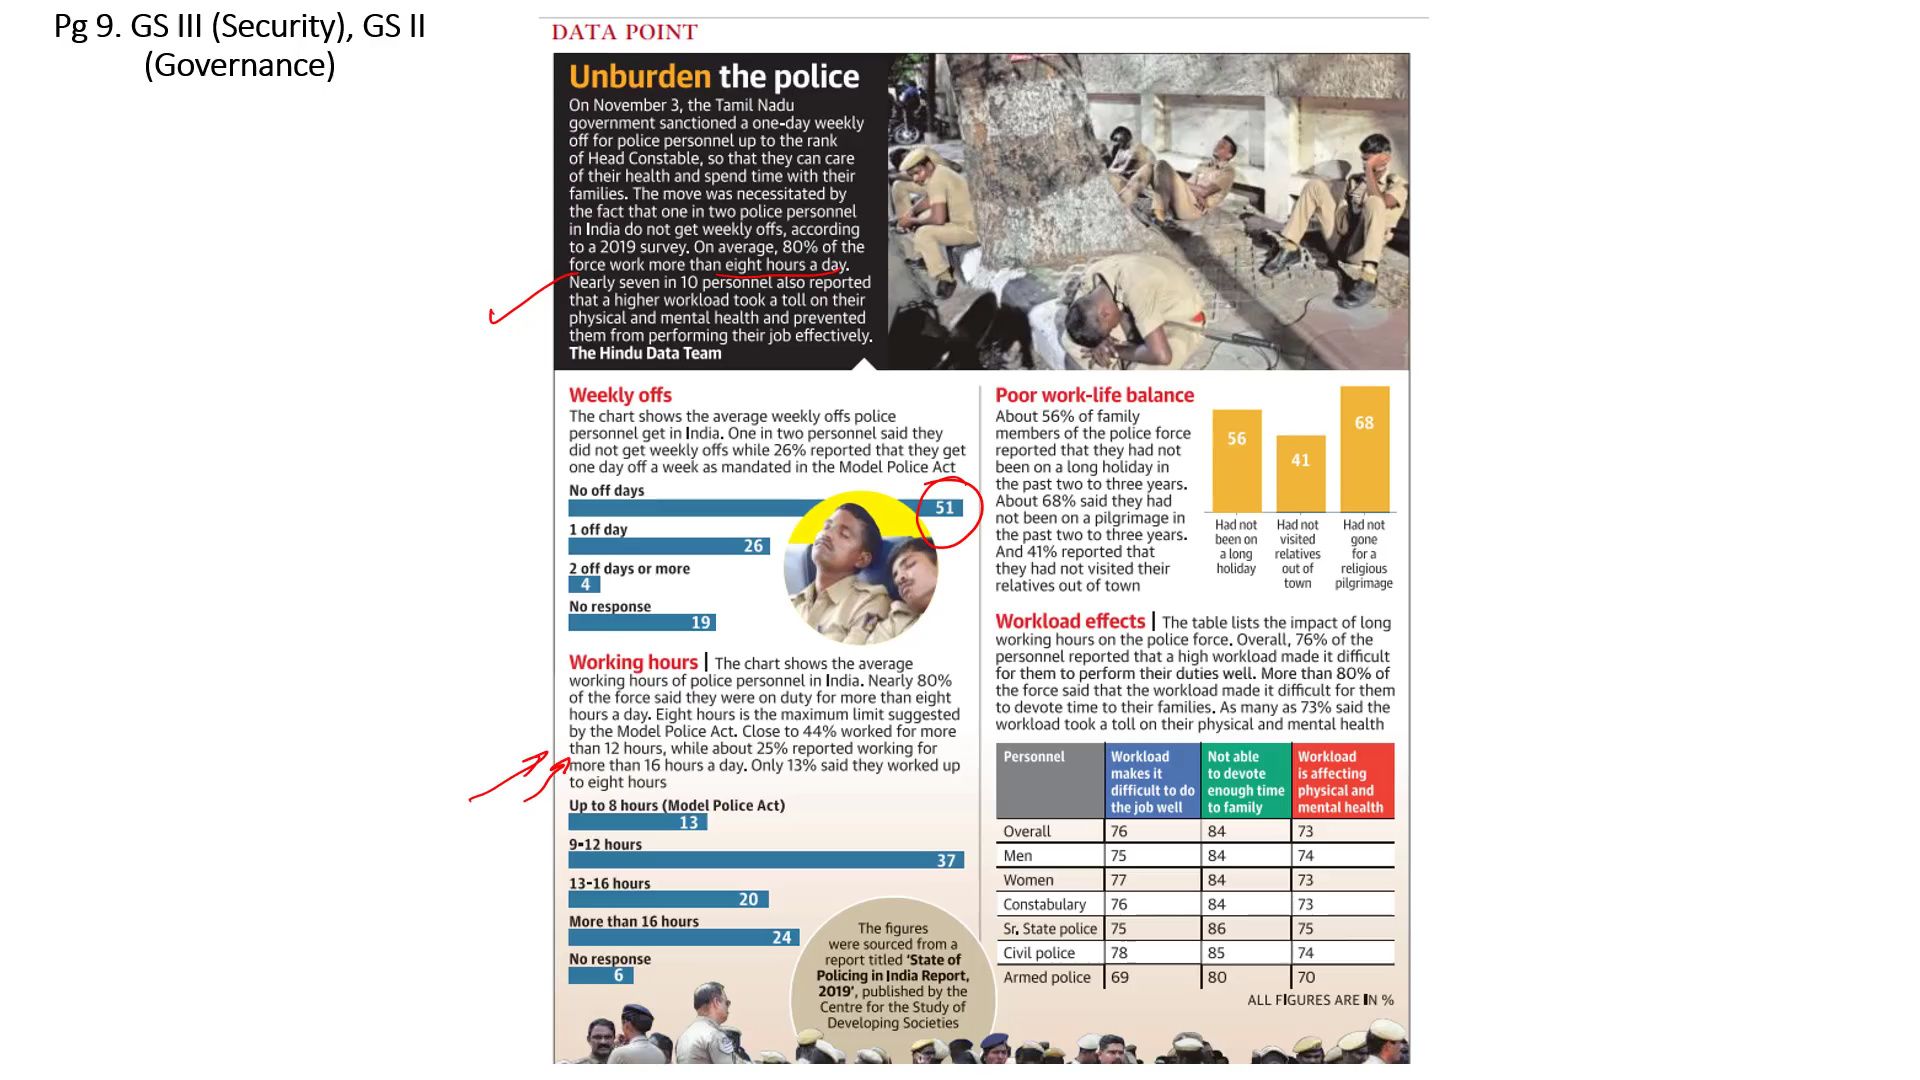 Pg 9. GS III (Security), GS II
(Governance)
DATA POINT
Unburden the police
On November 3, the Tamil Nadu
government sanctioned a one-day weekly
off for police personnel up to the rank
of Head Constable, so that they can care
of their health and spend time with their
families. The move was necessitated by
the fact that one in two police personnel
in India do not get weekly offs, according
to a 2019 survey. On average, 80% of the
force work more than eight hours a day.
Nearly seven in 10 personnel also reported
that a higher workload took a toll on their
physical and mental health and prevented
them from performing their job effectively.
The Hindu Data Team
Weekly offs
The chart shows the average weekly offs police
personnel get in India. One in two personnel said they
did not get weekly offs while 26% reported that they get
one day off a week as mandated in the Model Police Act
No off days
51
1 off day
26
2 off days or more
4
No response
19
Working hours | The chart shows the average
working hours of police personnel in India. Nearly 80%
of the force said they were on duty for more than eight
hours a day. Eight hours is the maximum limit suggested
by the Model Police Act. Close to 44% worked for more
than 12 hours, while about 25% reported working for
more than 16 hours a day. Only 13% said they worked up
to eight hours
Up to 8 hours (Model Police Act)
13
9-12 hours
37
13-16 hours
20
More than 16 hours
24
No response
6
The figures
were sourced from a
report titled 'State of
Policing in India Report,
2019', published by the
Centre for the Study of
Developing Societies
Poor work-life balance
About 56% of family
members of the police force
reported that they had not
been on a long holiday in
the past two to three years.
About 68% said they had
not been on a pilgrimage in
the past two to three years.
And 41% reported that
they had not visited their
relatives out of town
56
41
68
Had not
been on
a long
holiday
Had not
visited
relatives
out of
town
Had not
gone
for a
religious
pilgrimage
Workload effects | The table lists the impact of long
working hours on the police force. Overall, 76% of the
personnel reported that a high workload made it difficult
for them to perform their duties well. More than 80% of
the force said that the workload made it difficult for them
to devote time to their families. As many as 73% said the
workload took a toll on their physical and mental health
Personnel
Workload
makes it
difficult to do
the job well
Not able
to devote
enough time
to family
Workload
is affecting
physical and
mental health
Overall 76 84 73
Men 75 84 74
Women 77 84 73
Constabulary 76 84 73
Sr. State police 75 86 75
Civil police 78 85 74
Armed police 69 80 70
ALL FIGURES ARE IN %